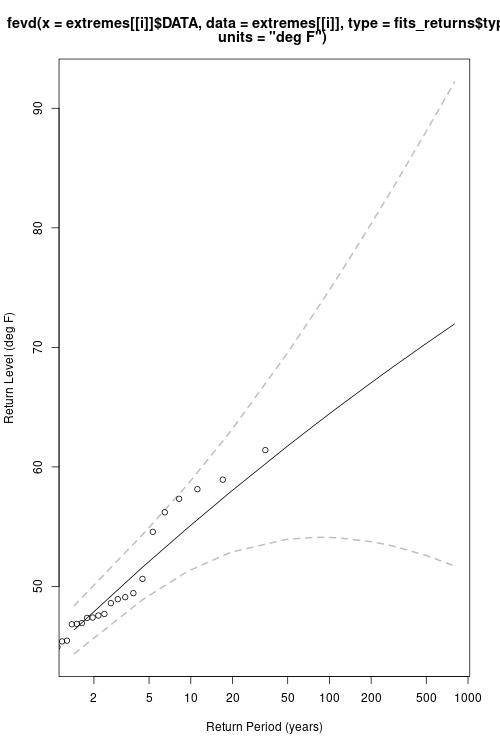 fevd(x = extremes[[i]]$DATA, data = extremes[[i]], type = fits_returns$typ
units = "deg F")
90
80
70
60
50
Return Level (deg F)
2 5 10 20 50 100 200 500 1000
Return Period (years)